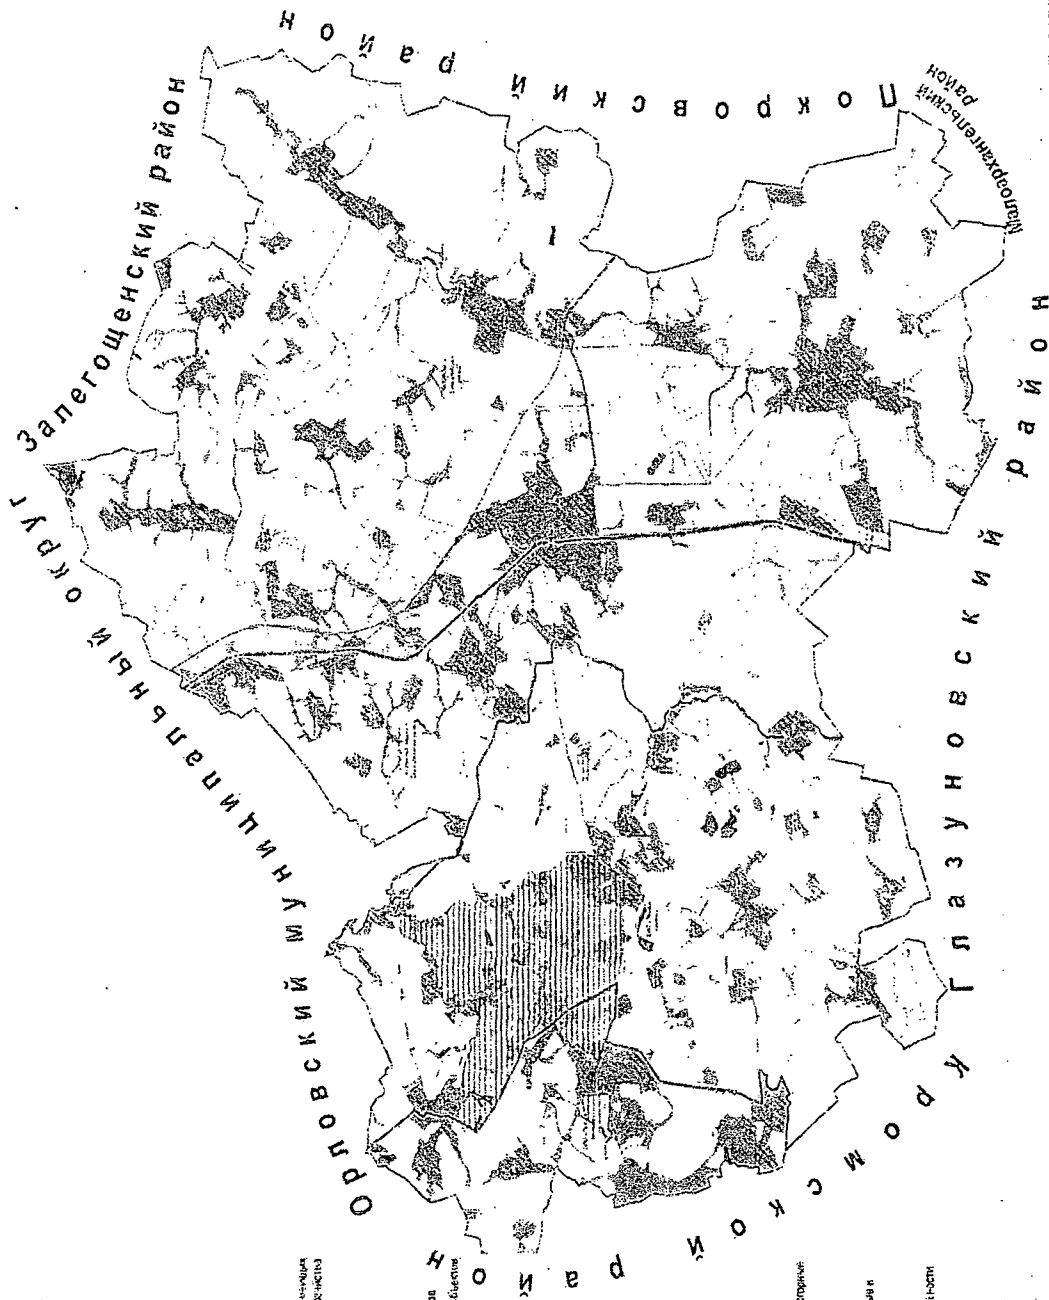 Орловский муниципальный округ
Залегощенский район
Покровский район
Малоархангельский
район
Глазуновский район
Кромской район